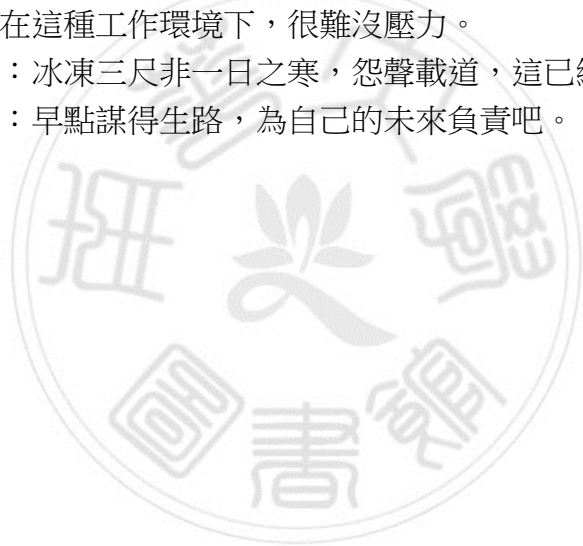 在這種工作環境下，很難沒壓力。
：冰凍三尺非一日之寒，怨聲載道，這已
：早點謀得生路，為自己的未來負責吧。
書